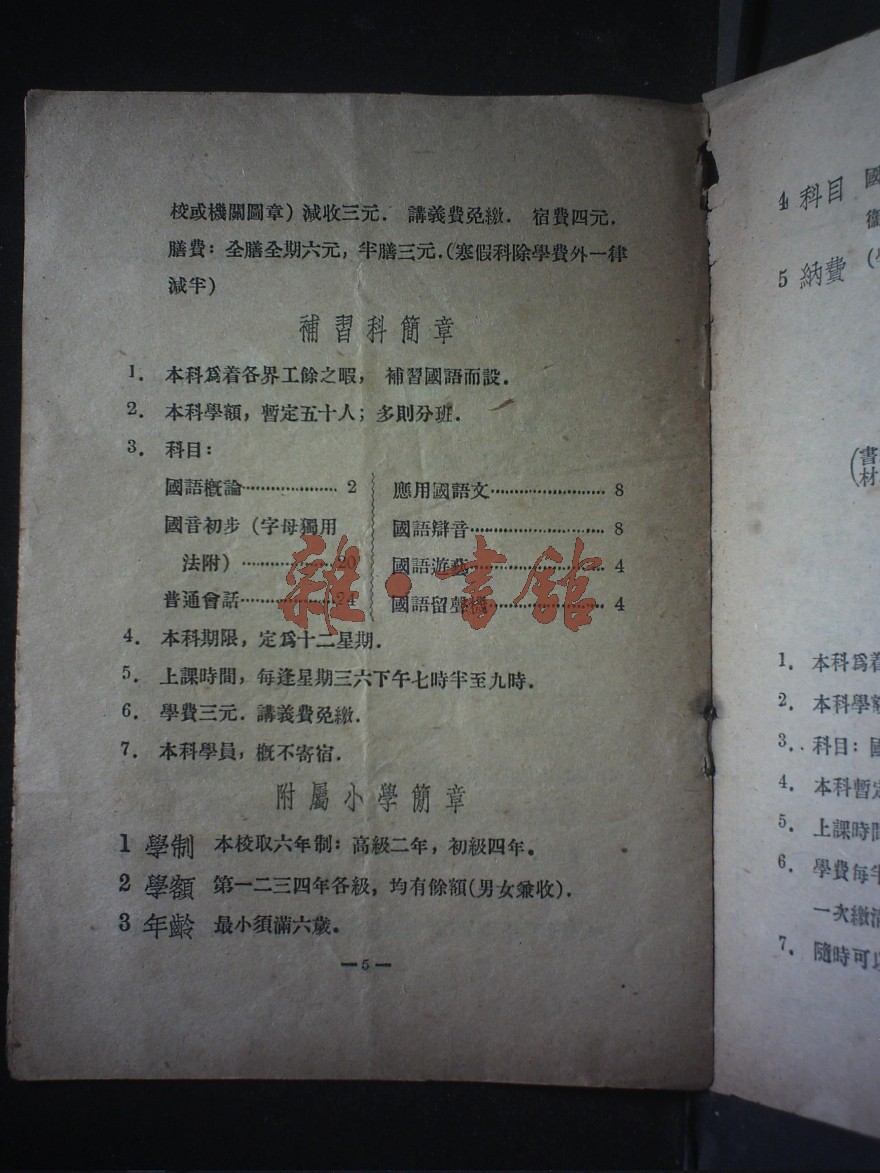 校或機關圖章) 減收三元. 講義費免繳. 宿費四元.
膳費: 全膳全期六元, 半膳三元.(寒假科除學費外一律
減半)
補習科簡章
1. 本科爲着各界工餘之暇, 補習國語而設.
2. 本科學額, 暫定五十人; 多則分班.
3. 科目:
國語概論⋯⋯⋯⋯⋯⋯ 2
國音初步 (字母獨用
法附) ⋯⋯⋯⋯⋯⋯20
普通會話⋯⋯⋯⋯⋯⋯24
應用國語文⋯⋯⋯⋯⋯⋯ 8
國語辯音⋯⋯⋯⋯⋯⋯ 8
國語遊藝⋯⋯⋯⋯⋯⋯ 4
國語留聲機⋯⋯⋯⋯⋯⋯ 4
4. 本科期限, 定爲十二星期.
5. 上課時間, 每逢星期三六下午七時半至九時.
6. 學費三元. 講義費免繳.
7. 本科學員, 概不寄宿.
附屬小學簡章
1 學制 本校取六年制: 高級二年, 初級四年。
2 學額 第一二三四年各級, 均有餘額(男女兼收).
3 年齡 最小須滿六歲。
— 5 —
雜·書館
4 科目 國
5 納費 (
(書
材
1. 本科爲着
2. 本科學額
3. 科目: 國
4. 本科暫定
5. 上課時間
6. 學費每半
一次繳清
7. 隨時可以